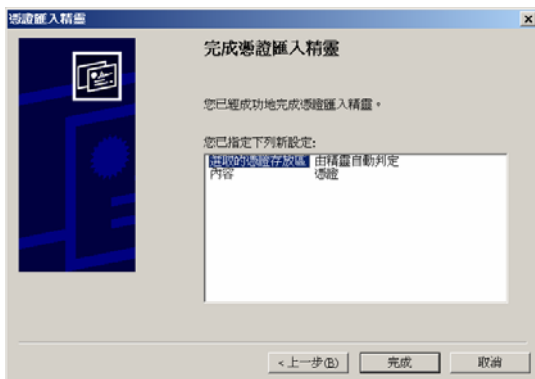 憑證匯入精靈
完成憑證匯入精靈
您已經成功地完成憑證匯入精靈。
您已指定下列新設定:
選取的憑證存放區 由精靈自動判定
內容 憑證
<上一步(B)
完成
取消